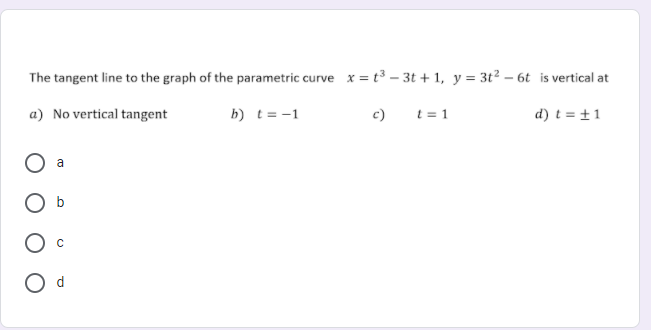 The tangent line to the graph of the parametric curve x = t³ – 3t + 1, y = 3t² – 6t is vertical at
a) No vertical tangent b) t = −1 c) t = 1 d) t = ± 1
a
b
c
d